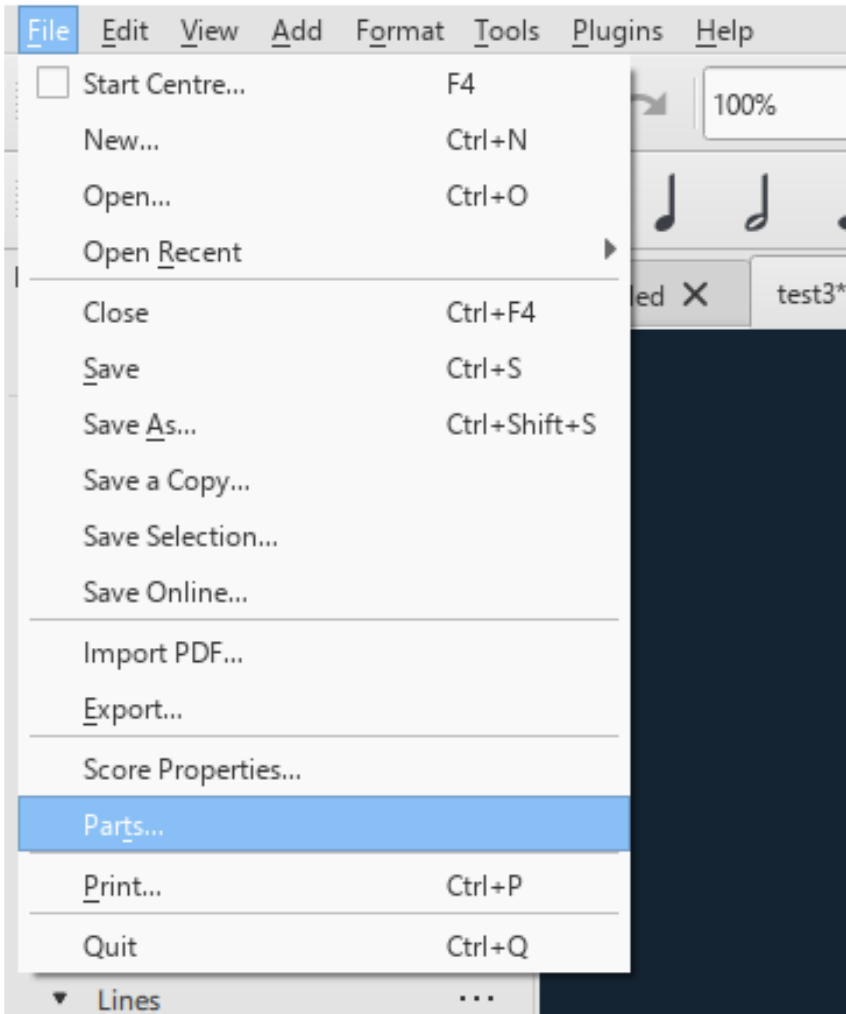 File Edit View Add Format Tools Plugins Help
Start Centre... F4
100%
New... Ctrl+N
Open... Ctrl+O
Open Recent
Close Ctrl+F4
led test3*
Save Ctrl+S
Save As... Ctrl+Shift+S
Save a Copy...
Save Selection...
Save Online...
Import PDF...
Export...
Score Properties...
Parts...
Print... Ctrl+P
Quit Ctrl+Q
Lines ...